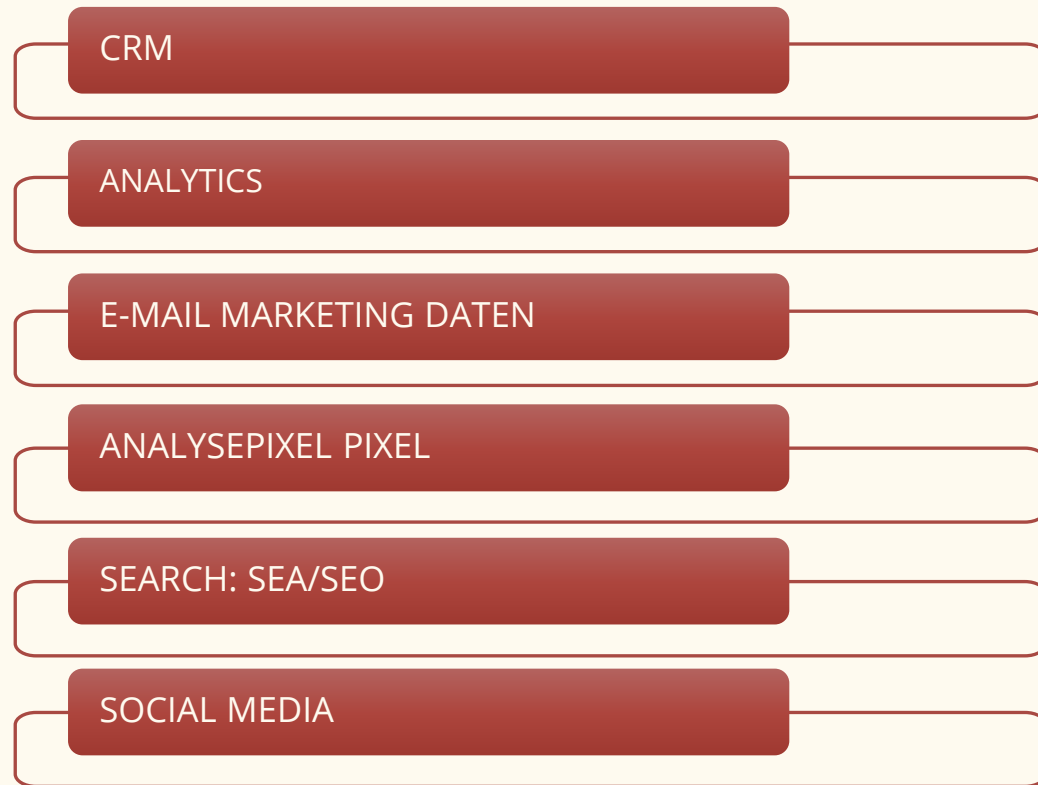 CRM
ANALYTICS
E-MAIL MARKETING DATEN
ANALYSEPIXEL PIXEL
SEARCH: SEA/SEO
SOCIAL MEDIA